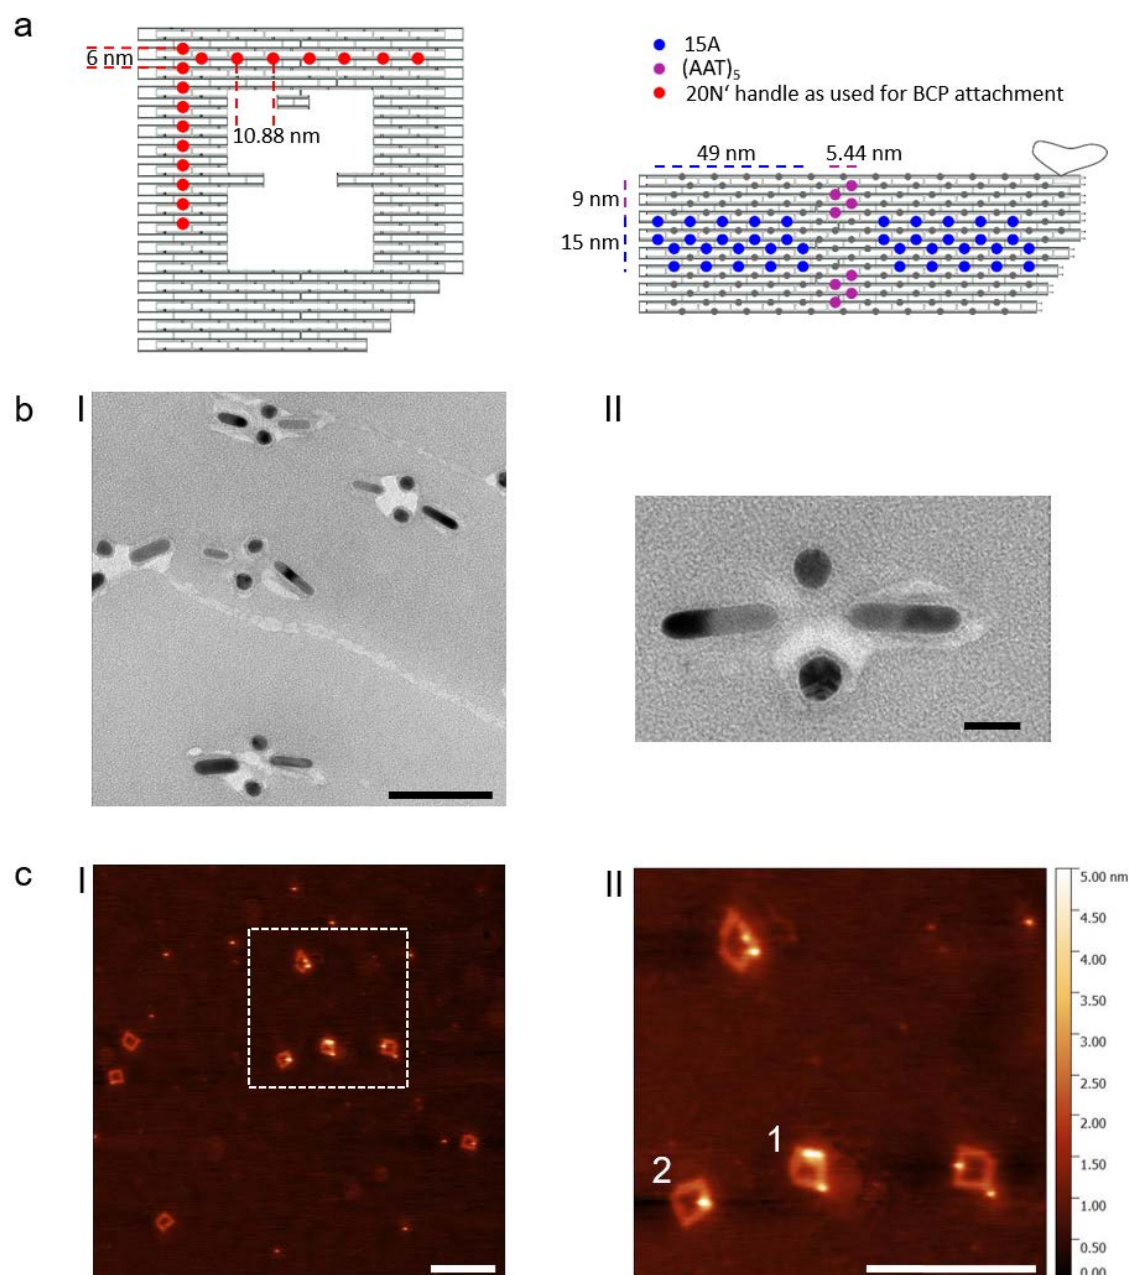 a
6 nm
10.88 nm
15A
(AAT)₅
20N‘ handle as used for BCP attachment
49 nm
5.44 nm
9 nm
15 nm
b
I
II
c
I
II
1
2
5.00 nm
4.50
4.00
3.50
3.00
2.50
2.00
1.50
1.00
0.50
0.00